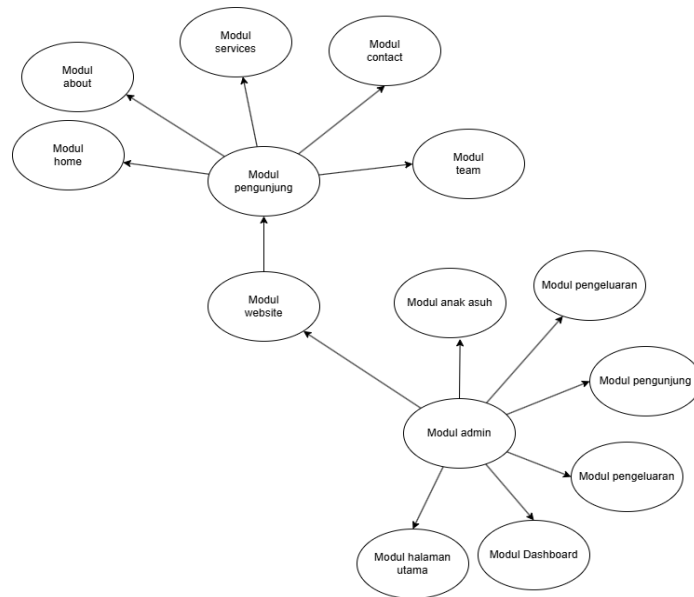 Modul
services
Modul
contact
Modul
about
Modul
home
Modul
pengunjung
Modul
team
Modul
website
Modul anak asuh
Modul pengeluaran
Modul pengunjung
Modul admin
Modul pengeluaran
Modul halaman
utama
Modul Dashboard